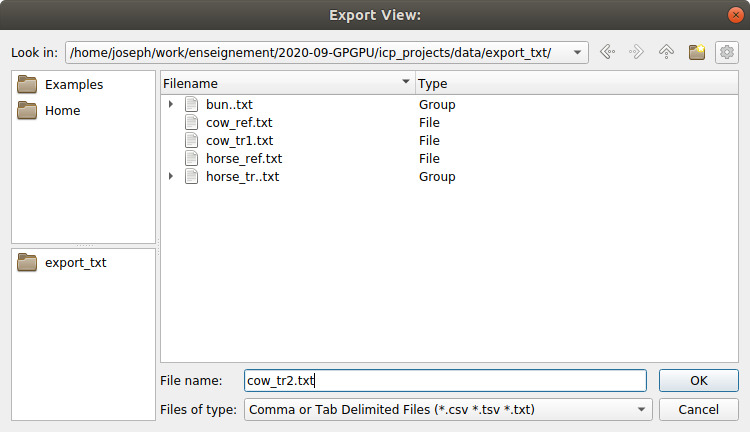 Export View:
Look in: /home/joseph/work/enseignement/2020-09-GPGPU/icp_projects/data/export_txt/
Examples
Home
export_txt
Filename Type
bun..txt Group
cow_ref.txt File
cow_tr1.txt File
horse_ref.txt File
horse_tr..txt Group
File name: cow_tr2.txt OK
Files of type: Comma or Tab Delimited Files (*.csv *.tsv *.txt) Cancel